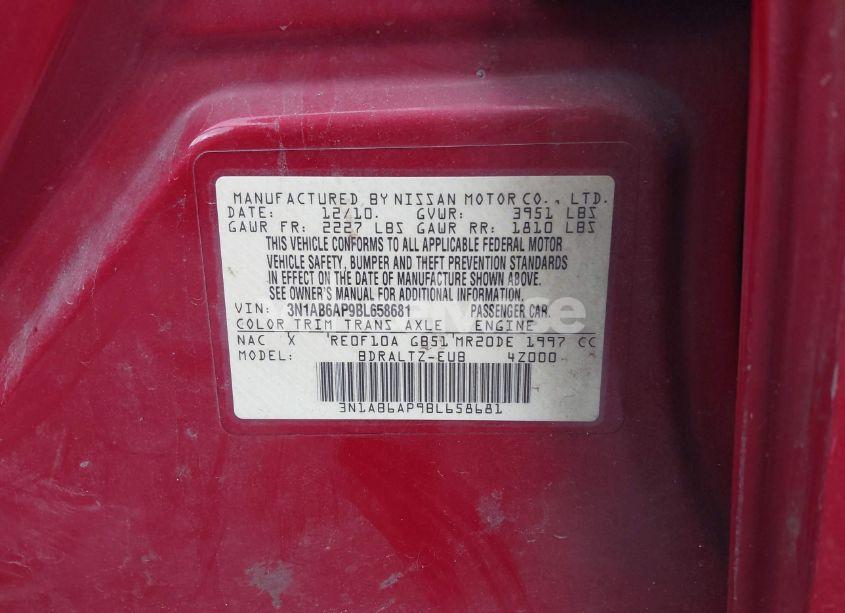 MANUFACTURED BY NISSAN MOTOR CO., LTD.
DATE: 12/10. GVWR: 3951 LBS
GAWR FR: 2227 LBS GAWR RR: 1810 LBS
THIS VEHICLE CONFORMS TO ALL APPLICABLE FEDERAL MOTOR
VEHICLE SAFETY, BUMPER AND THEFT PREVENTION STANDARDS
IN EFFECT ON THE DATE OF MANUFACTURE SHOWN ABOVE.
SEE OWNER'S MANUAL FOR ADDITIONAL INFORMATION.
VIN: 3N1AB6AP9BL658681 PASSENGER CAR.
COLOR TRIM TRANS AXLE ENGINE
NAC X RE0F10A GB51 MR20DE 1997 CC
MODEL: BDRALTZ-EUB 4Z000
3N1AB6AP9BL658681